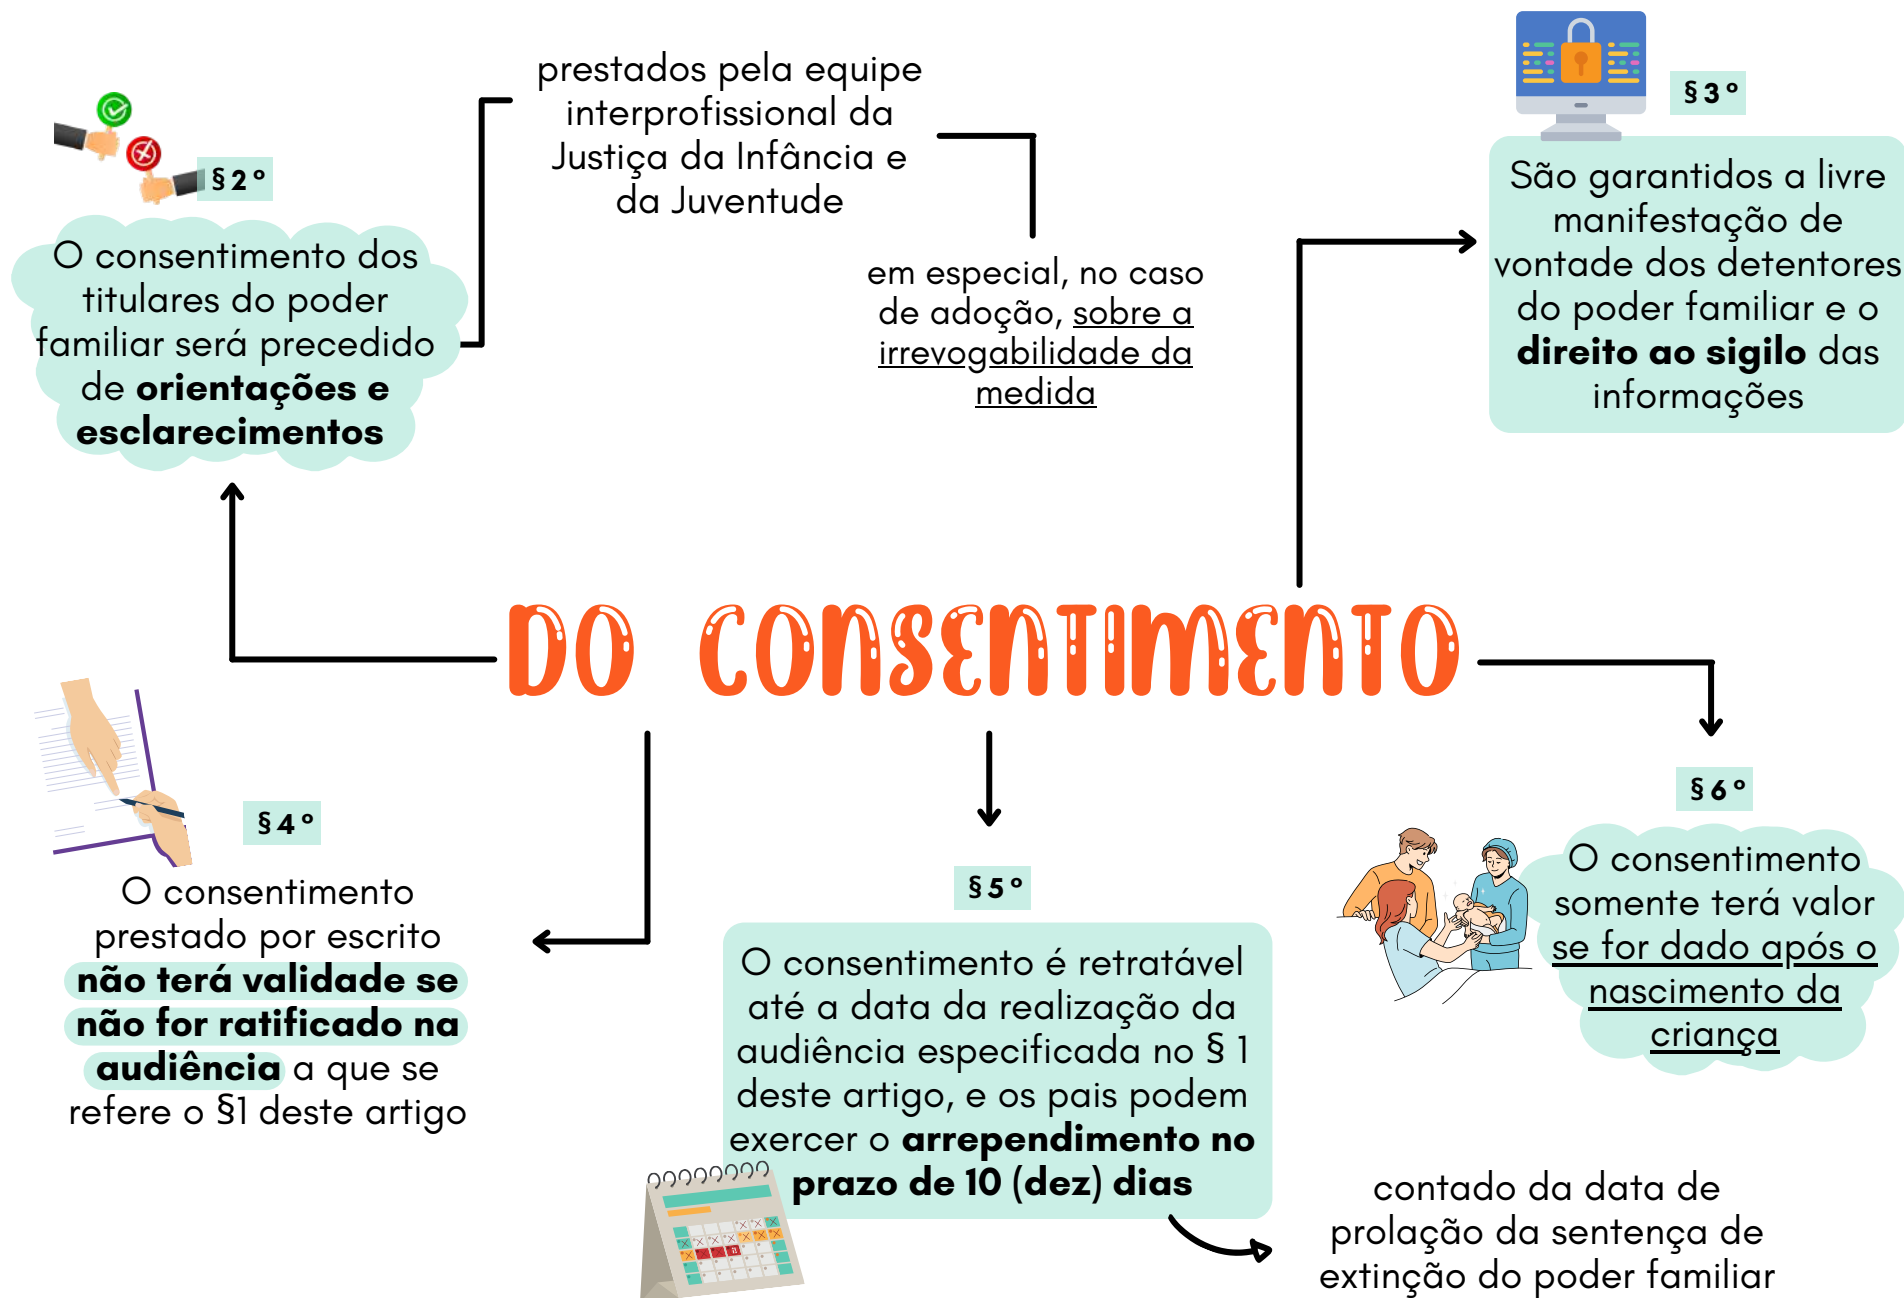 §2º
O consentimento dos
titulares do poder
familiar será precedido
de orientações e
esclarecimentos
prestados pela equipe
interprofissional da
Justiça da Infância e
da Juventude
em especial, no caso
de adoção, sobre a
irrevogabilidade da
medida
§3º
São garantidos a livre
manifestação de
vontade dos detentores
do poder familiar e o
direito ao sigilo das
informações
DO CONSENTIMENTO
§4º
O consentimento
prestado por escrito
não terá validade se
não for ratificado na
audiência a que se
refere o §1 deste artigo
§5º
O consentimento é retratável
até a data da realização da
audiência especificada no § 1
deste artigo, e os pais podem
exercer o arrependimento no
prazo de 10 (dez) dias
contado da data de
prolação da sentença de
extinção do poder familiar
§6º
O consentimento
somente terá valor
se for dado após o
nascimento da
criança